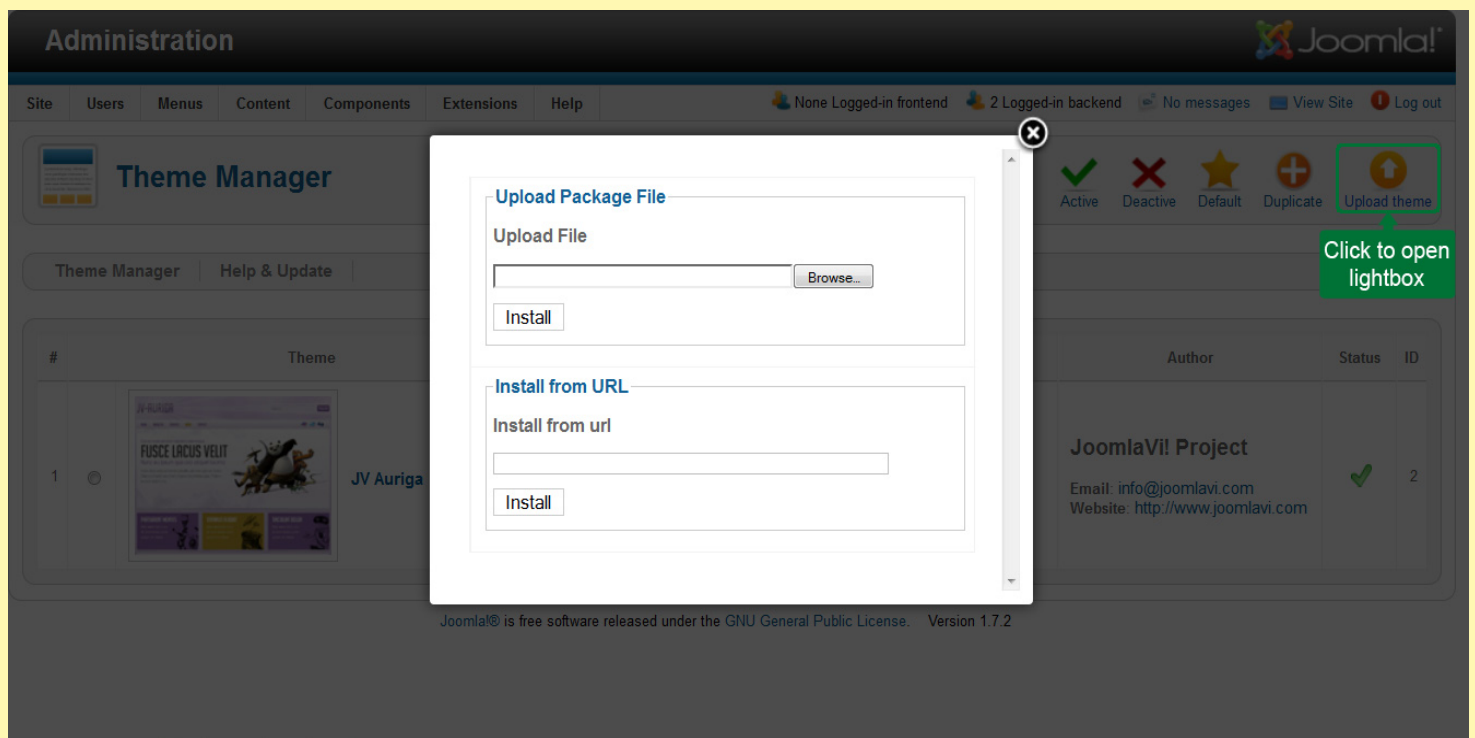 Administration
Joomla!®
Site Users Menus Content Components Extensions Help
None Logged-in frontend 2 Logged-in backend No messages View Site Log out
Theme Manager
Active Deactive Default Duplicate Upload theme
Click to open
lightbox
Theme Manager Help & Update
Upload Package File
Upload File
Browse...
Install
Install from URL
Install from url
Install
# Theme Author Status ID
FUSCE LACUS VELIT
1 JV Auriga
JoomlaVi! Project
Email: info@joomlavi.com
Website: http://www.joomlavi.com
2
Joomla!® is free software released under the GNU General Public License. Version 1.7.2